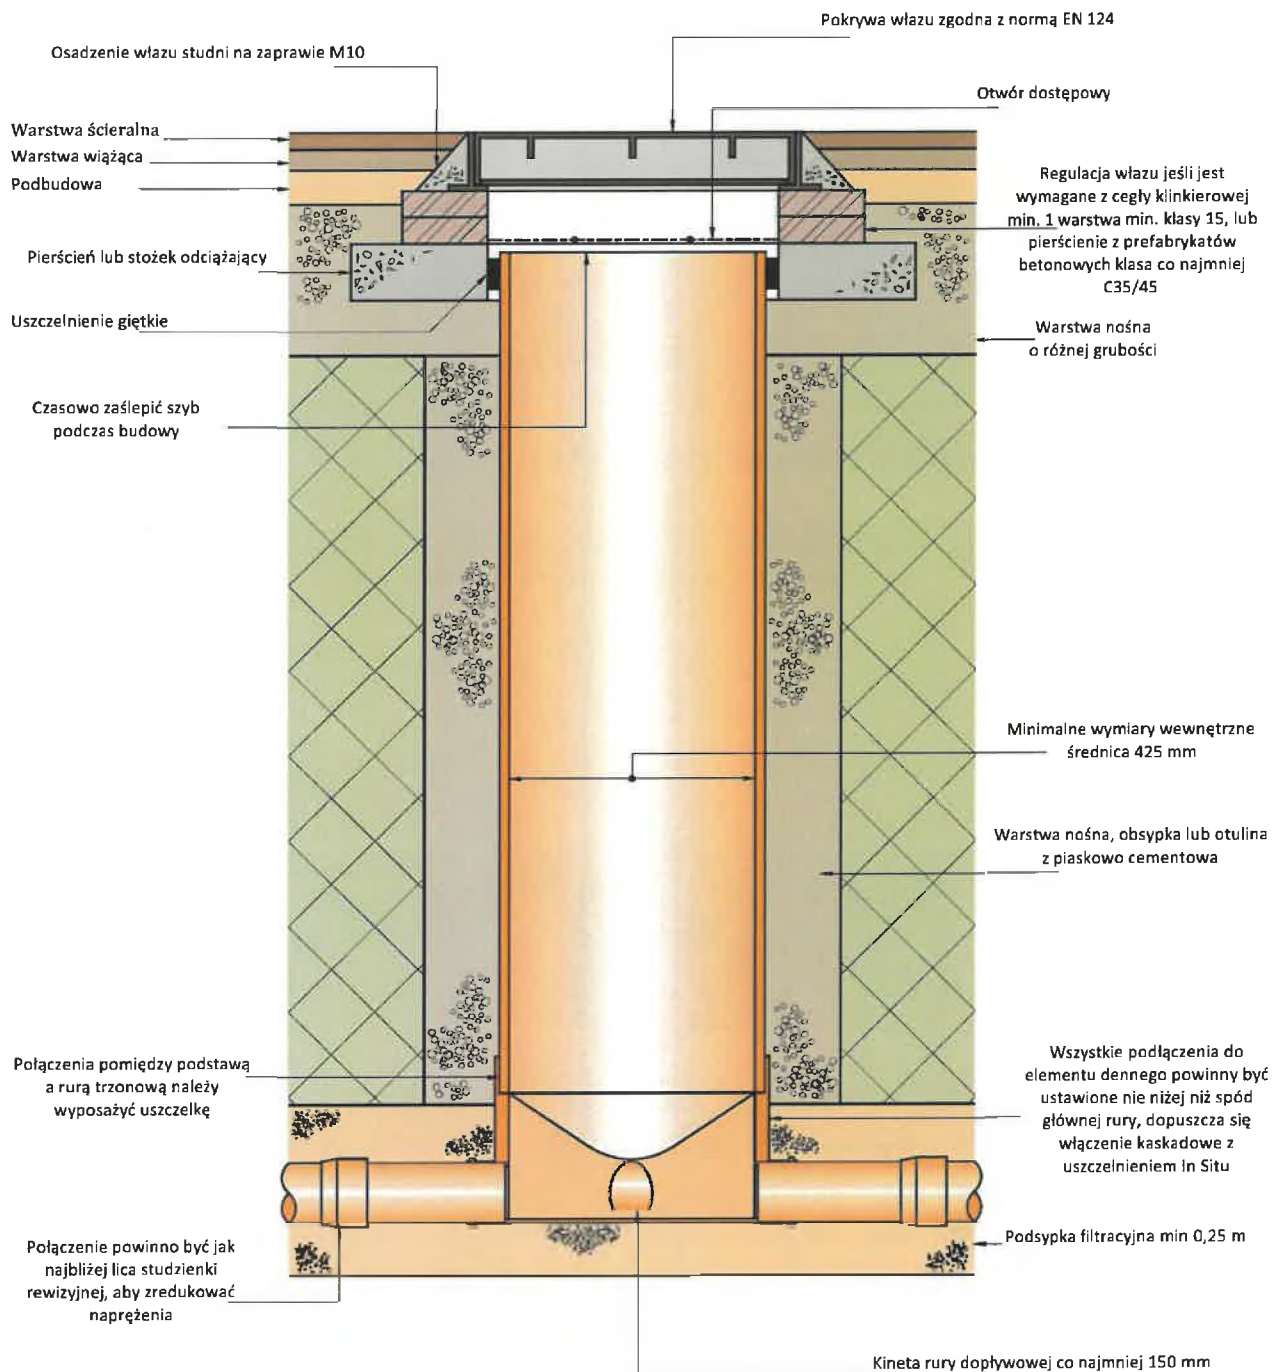 Pokrywa włazu zgodna z normą EN 124
Osadzenie włazu studni na zaprawie M10
Otwór dostępowy
Warstwa ścieralna
Warstwa wiążąca
Podbudowa
Regulacja włazu jeśli jest
wymagane z cegły klinkierowej
min. 1 warstwa min. klasy 15, lub
pierścienie z prefabrykatów
betonowych klasa co najmniej
C35/45
Pierścień lub stożek odciążający
Uszczelnienie giętkie
Warstwa nośna
o różnej grubości
Czasowo zaślepić szyb
podczas budowy
Minimalne wymiary wewnętrzne
średnica 425 mm
Warstwa nośna, obsypka lub otulina
z piaskowo cementowa
Połączenia pomiędzy podstawą
a rurą trzonową należy
wyposażyć uszczelkę
Wszystkie podłączenia do
elementu dennego powinny być
ustawione nie niżej niż spód
głównej rury, dopuszcza się
włączenie kaskadowe z
uszczelnieniem In Situ
Podsypka filtracyjna min 0,25 m
Połączenie powinno być jak
najbliżej lica studzienki
rewizyjnej, aby zredukować
naprężenia
Kineta rury dopływowej co najmniej 150 mm